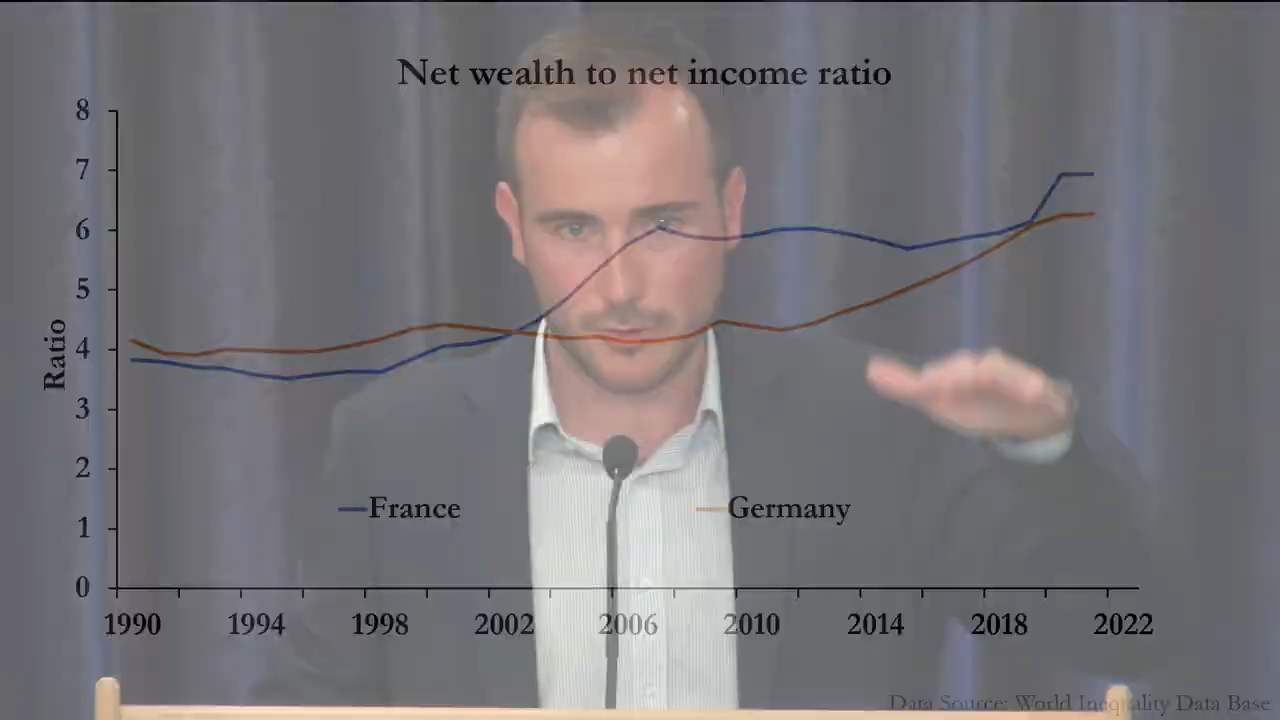 Net wealth to net income ratio
8
7
6
5
4
3
2
1
0
Ratio
France
Germany
1990 1994 1998 2002 2006 2010 2014 2018 2022
Data Source: World Inequality Data Base